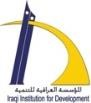 المؤسسة العراقية للتنمية
Iraqi Institution for Development